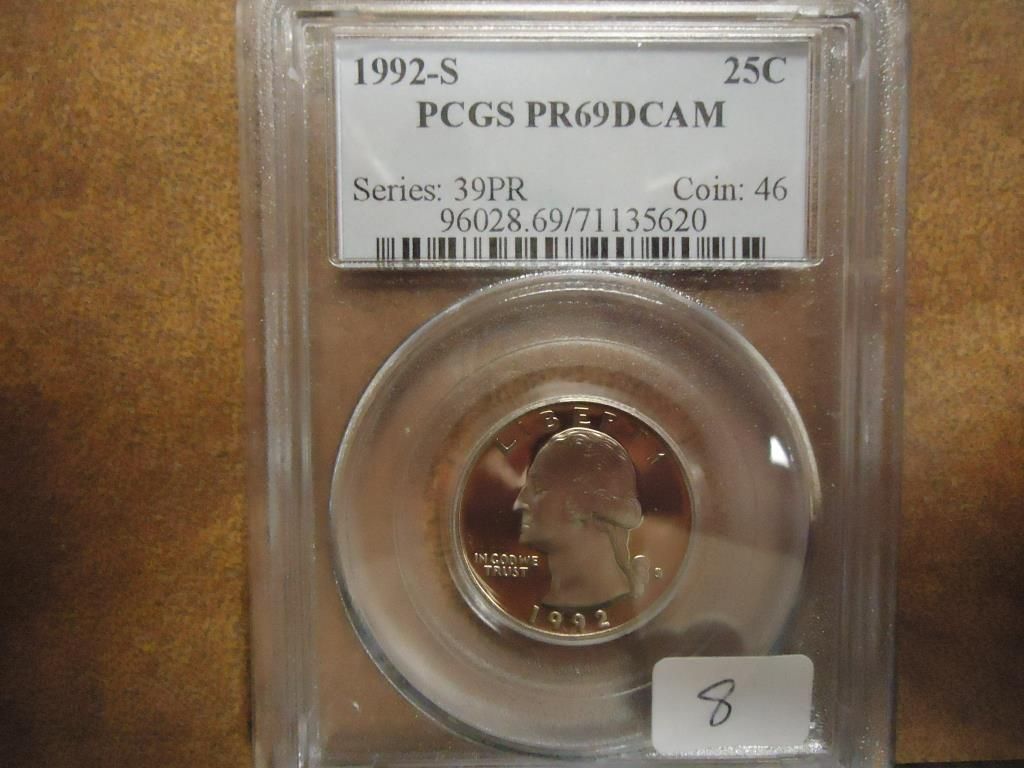 1992-S 25C
PCGS PR69DCAM
Series: 39PR Coin: 46
96028.69/71135620
LIBERTY
IN GOD WE
TRUST
S
1992
8